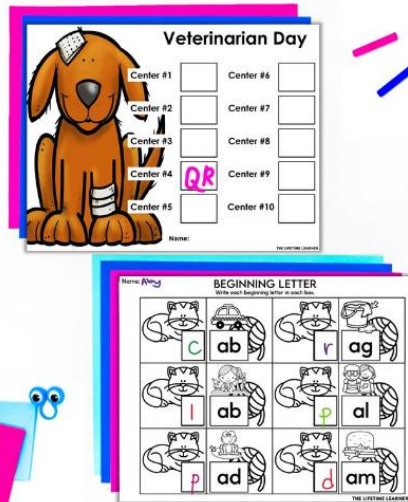 Veterinarian Day
Center #1 Center #6
Center #2 Center #7
Center #3 Center #8
Center #4 QR Center #9
Center #5 Center #10
Name:
THE LIFETIME LEARNER
Name: Aby
BEGINNING LETTER
Write each beginning letter in each box.
c ab r ag
l ab p al
p ad d am
THE LIFETIME LEARNER